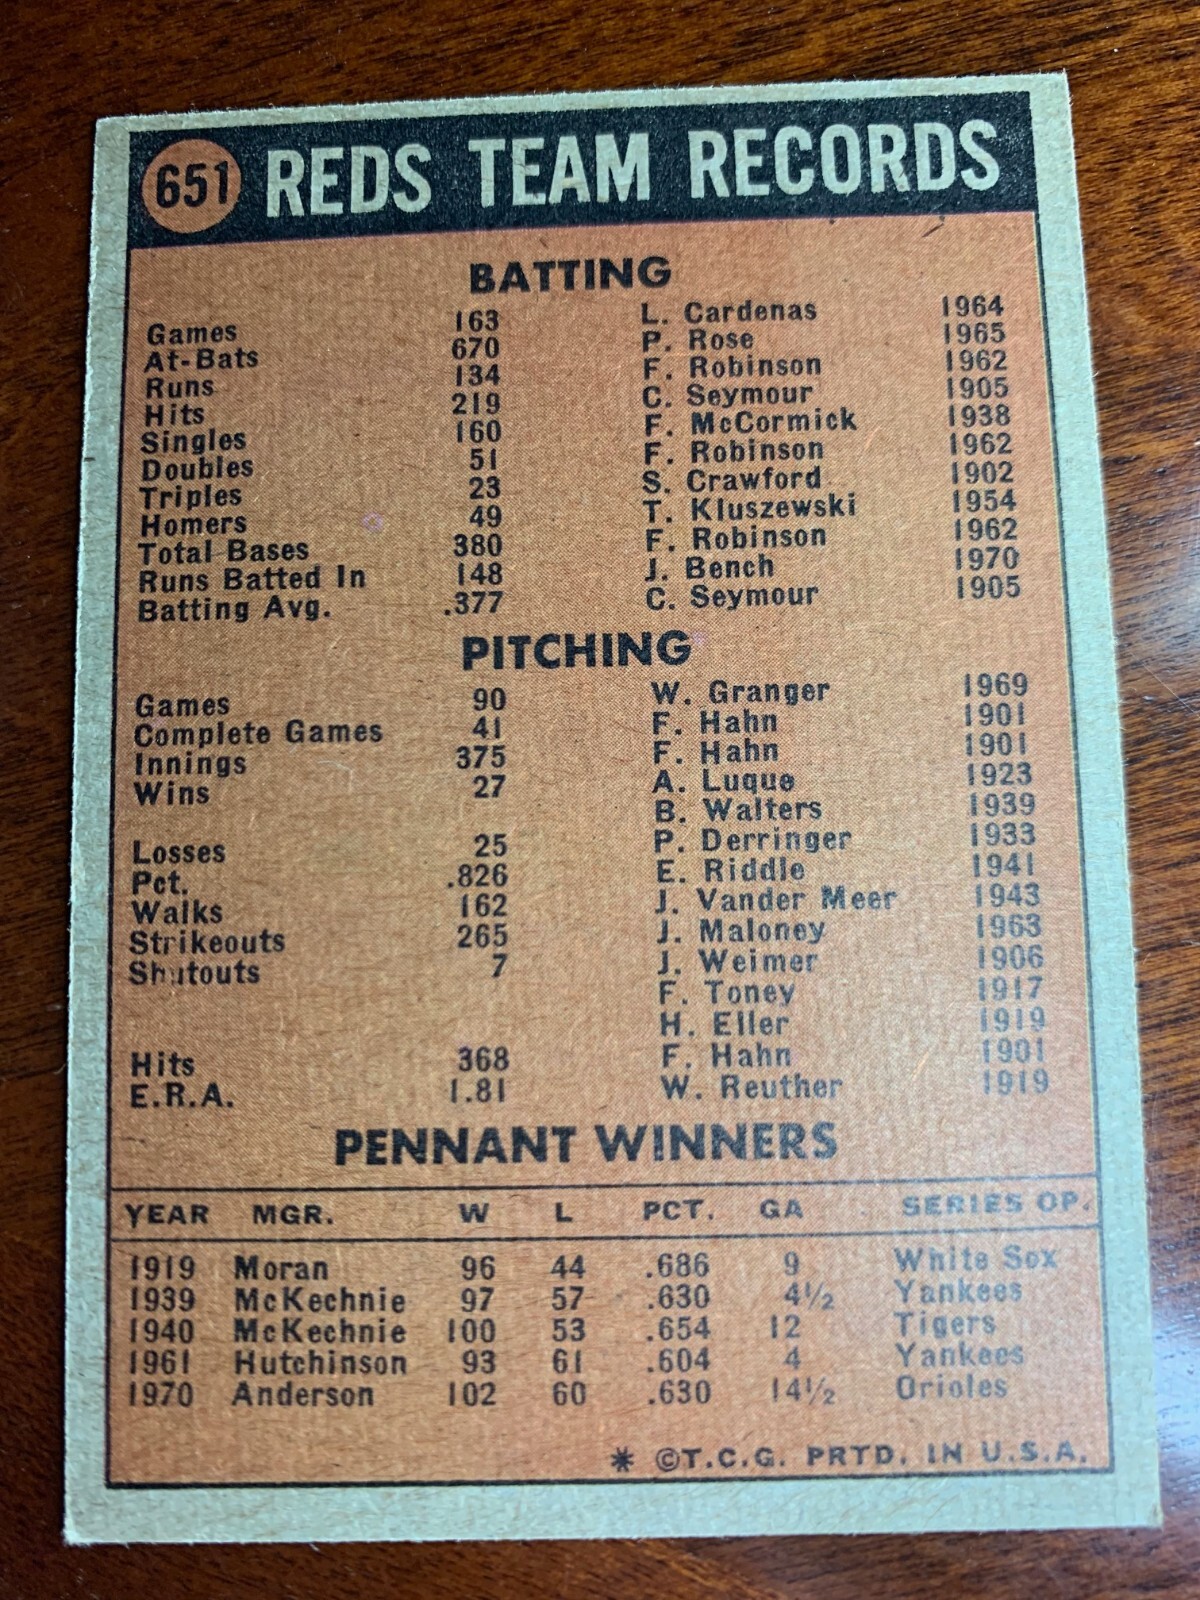 651 REDS TEAM RECORDS
BATTING
Games 163 L. Cardenas 1964
At-Bats 670 P. Rose 1965
Runs 134 F. Robinson 1962
Hits 219 C. Seymour 1905
Singles 160 F. McCormick 1938
Doubles 51 F. Robinson 1962
Triples 23 S. Crawford 1902
Homers 49 T. Kluszewski 1954
Total Bases 380 F. Robinson 1962
Runs Batted In 148 J. Bench 1970
Batting Avg. .377 C. Seymour 1905
PITCHING
Games 90 W. Granger 1969
Complete Games 41 F. Hahn 1901
Innings 375 F. Hahn 1901
Wins 27 A. Luque 1923
B. Walters 1939
Losses 25 P. Derringer 1933
Pct. .826 E. Riddle 1941
Walks 162 J. Vander Meer 1943
Strikeouts 265 J. Maloney 1963
Shutouts 7 J. Weimer 1906
F. Toney 1917
H. Eller 1919
Hits 368 F. Hahn 1901
E.R.A. 1.81 W. Reuther 1919
PENNANT WINNERS
YEAR MGR. W L PCT. GA SERIES OP.
1919 Moran 96 44 .686 9 White Sox
1939 McKechnie 97 57 .630 4½ Yankees
1940 McKechnie 100 53 .654 12 Tigers
1961 Hutchinson 93 61 .604 4 Yankees
1970 Anderson 102 60 .630 14½ Orioles
* ©T.C.G. PRTD. IN U.S.A.